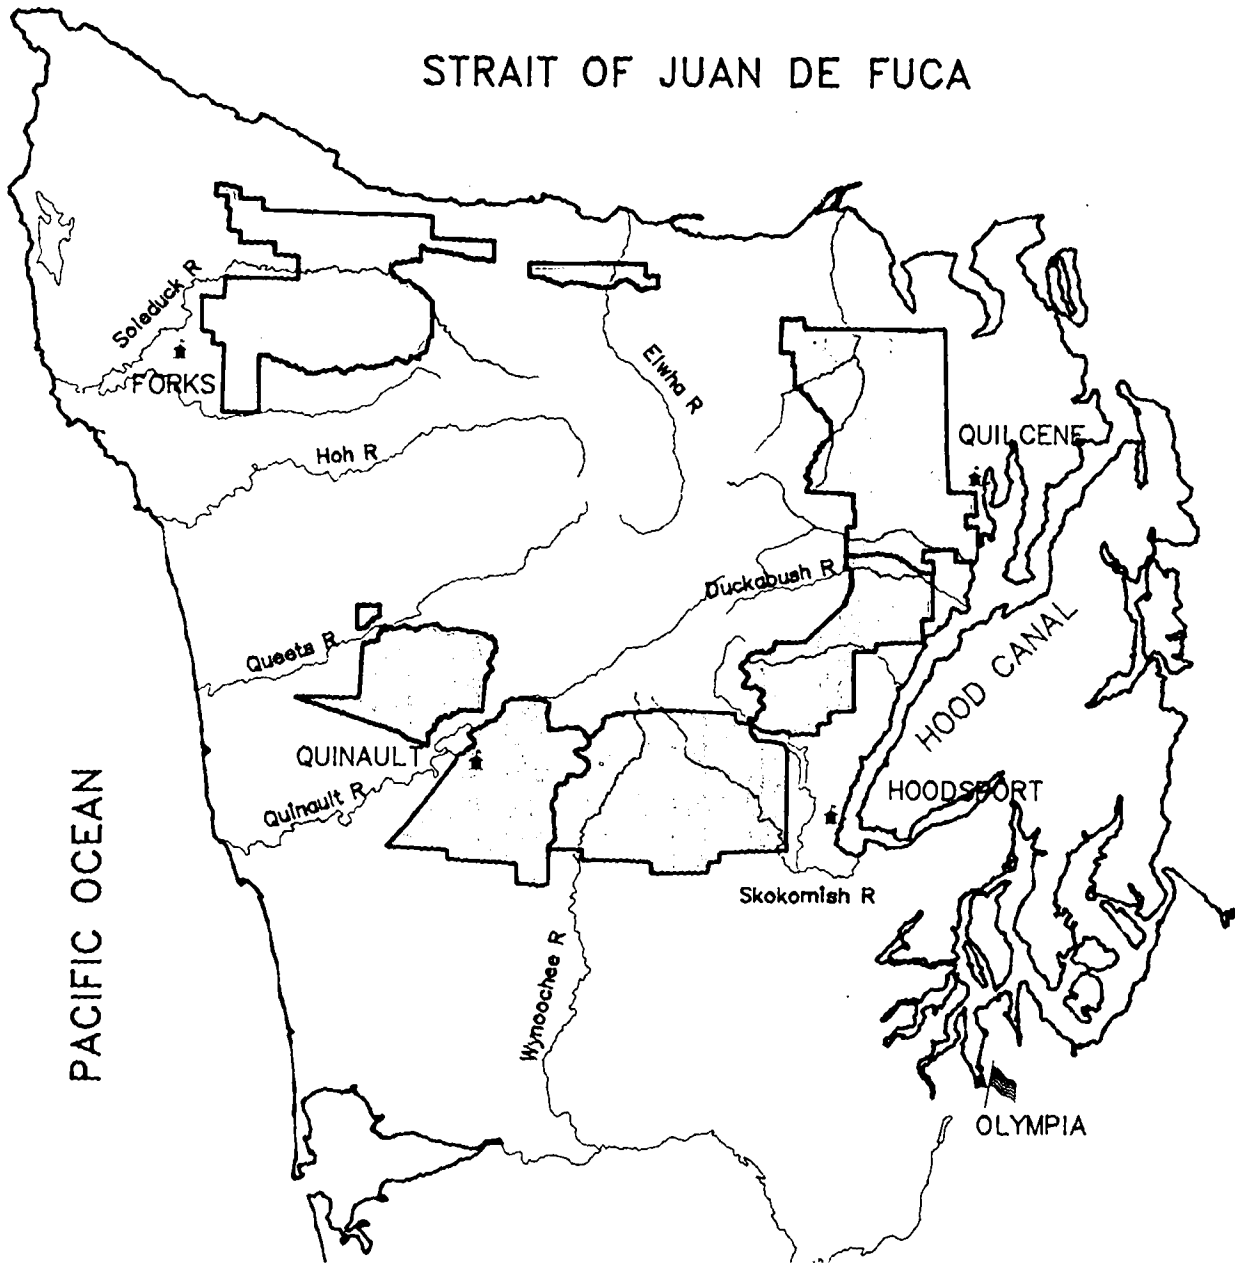 STRAIT OF JUAN DE FUCA
Soleduck R
FORKS
Elwha R
Hoh R
QUILCENE
Duckabush R
Queets R
HOOD CANAL
QUINAULT
Quinault R
HOODSPORT
PACIFIC OCEAN
Skokomish R
Wynoochee R
OLYMPIA